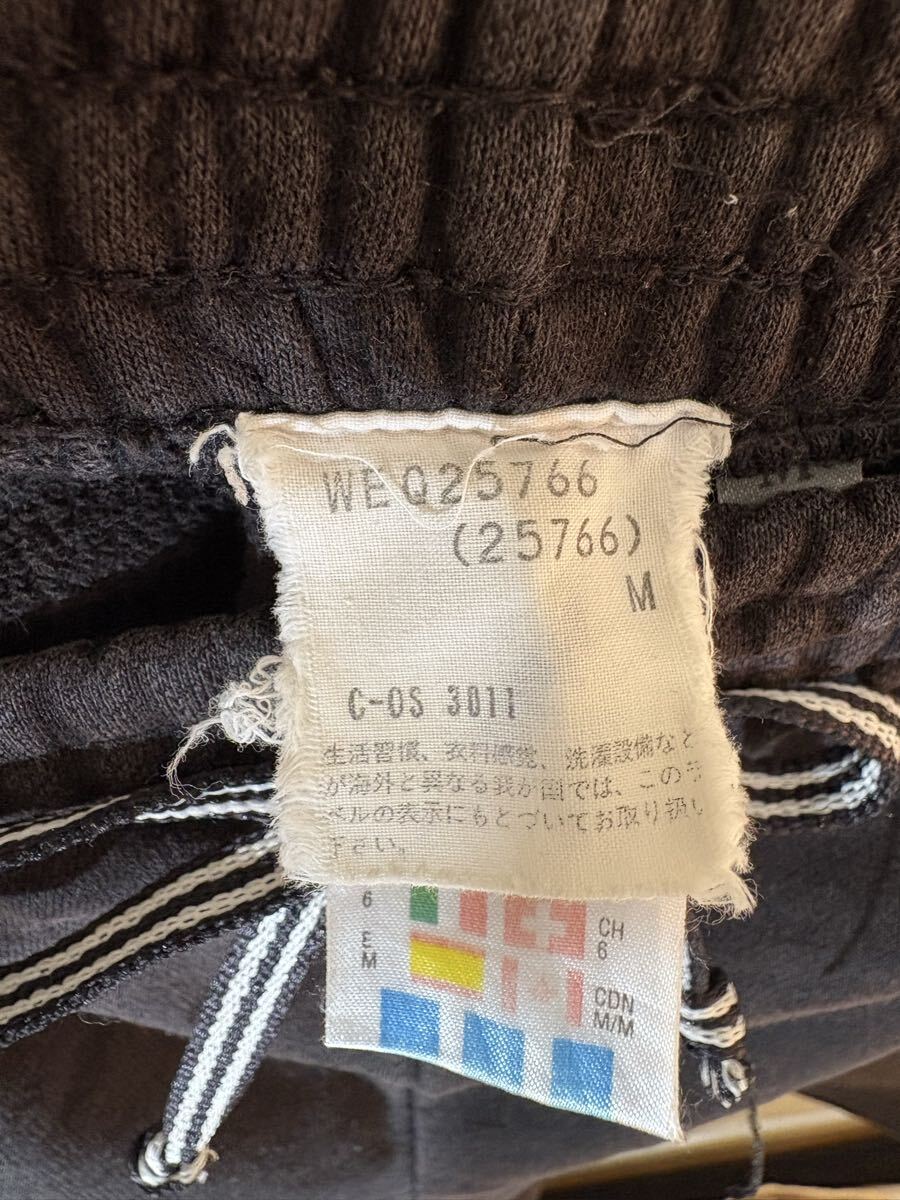 WEQ25766
(25766)
M
C-OS 3011
生活習慣、衣料感覚、洗濯設備など
が海外と異なる我が国では、このラ
ベルの表示にもとづいてお取り扱い
下さい。
6
E
M
CH
6
CDN
M/M